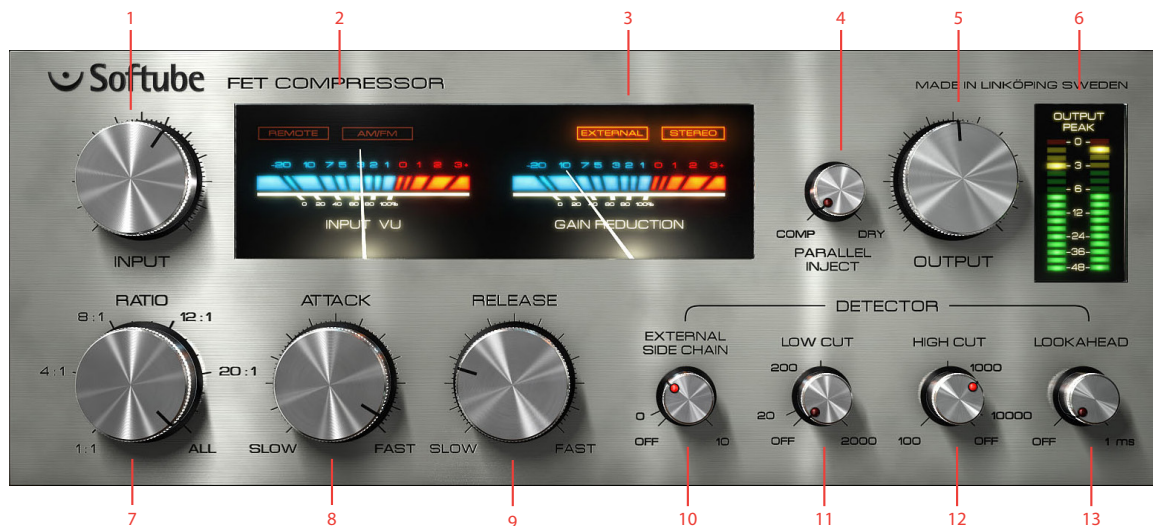 1 2 3 4 5 6
Softube FET COMPRESSOR
MADE IN LINKÖPING SWEDEN
REMOTE AM/FM
EXTERNAL STEREO
-20 10 7 5 3 2 1 0 1 2 3+
0 20 40 60 80 100%
INPUT VU
-20 10 7 5 3 2 1 0 1 2 3+
0 20 40 60 80 100%
GAIN REDUCTION
OUTPUT
PEAK
- 0 -
3
-6-
-12-
-24-
-36-
-48-
INPUT
COMP DRY
PARALLEL
INJECT
OUTPUT
RATIO
8:1 12:1
4:1 20:1
1:1 ALL
ATTACK
SLOW FAST
RELEASE
SLOW FAST
DETECTOR
EXTERNAL
SIDE CHAIN
0
OFF 10
LOW CUT
200
20
OFF 2000
HIGH CUT
1000
10000
100 OFF
LOOKAHEAD
OFF 1 ms
7 8 9 10 11 12 13